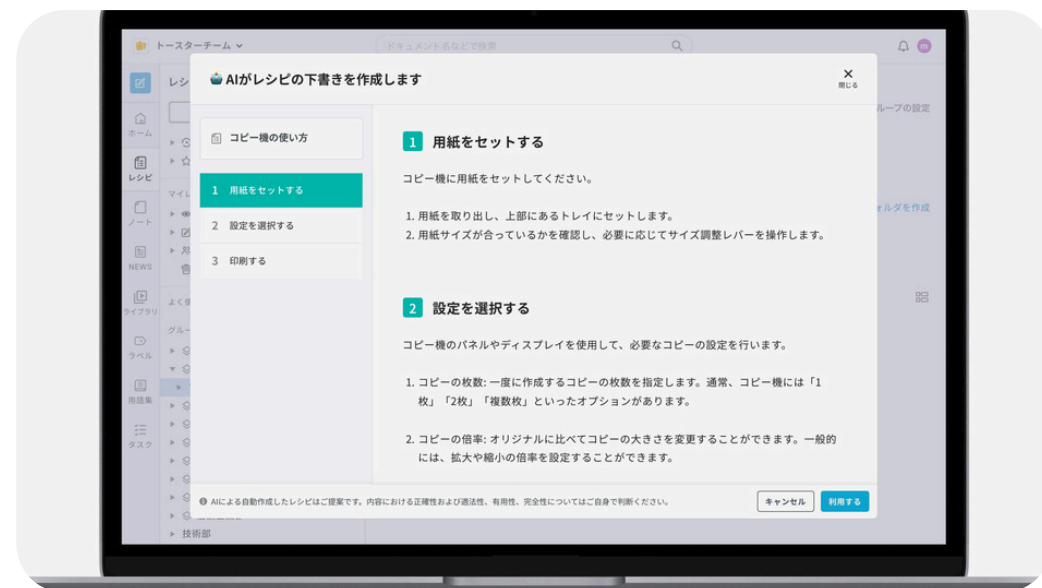 トースターチーム
ドキュメント名などで検索
m
レシ
AIがレシピの下書きを作成します
閉じる
ループの設定
ホーム
レシピ
ノート
NEWS
ライブラリ
ラベル
用語集
タスク
マイレ
よく使
グルー
ォルダを作成
コピー機の使い方
1 用紙をセットする
2 設定を選択する
3 印刷する
1 用紙をセットする
コピー機に用紙をセットしてください。
1. 用紙を取り出し、上部にあるトレイにセットします。
2. 用紙サイズが合っているかを確認し、必要に応じてサイズ調整レバーを操作します。
2 設定を選択する
コピー機のパネルやディスプレイを使用して、必要なコピーの設定を行います。
1. コピーの枚数: 一度に作成するコピーの枚数を指定します。通常、コピー機には「1
枚」「2枚」「複数枚」といったオプションがあります。
2. コピーの倍率: オリジナルに比べてコピーの大きさを変更することができます。一般的
には、拡大や縮小の倍率を設定することができます。
AIによる自動作成したレシピはご提案です。内容における正確性および適法性、有用性、完全性についてはご自身で判断ください。
キャンセル
利用する
技術部